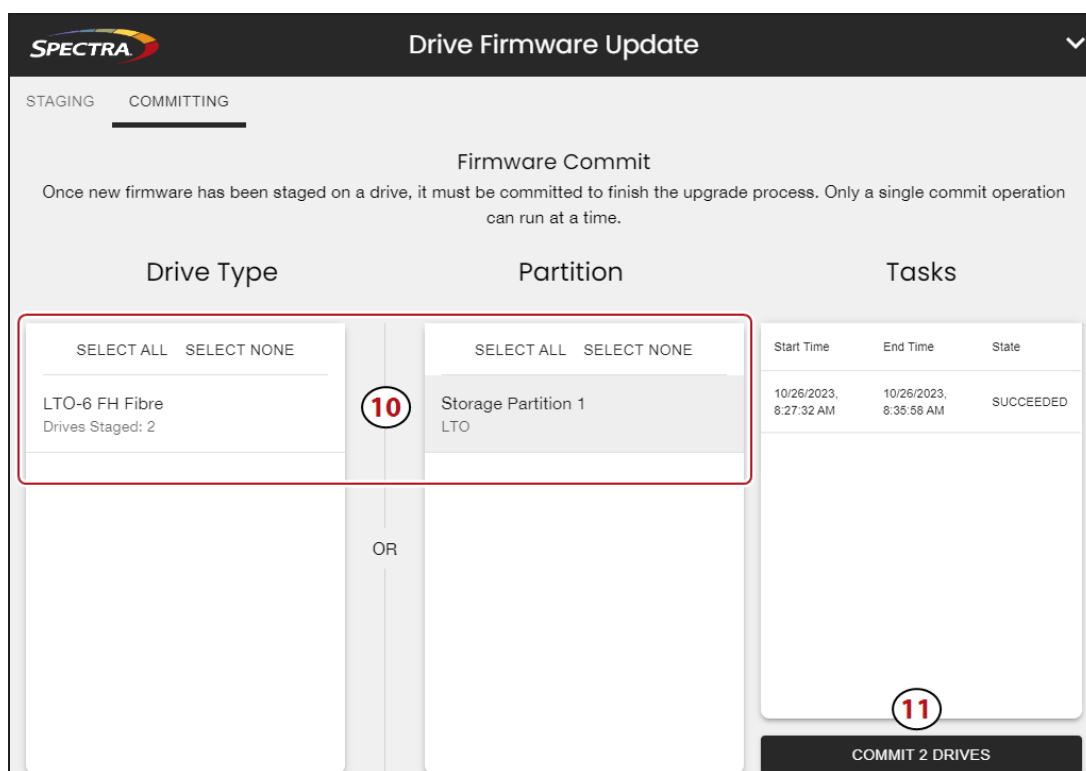 SPECTRA
Drive Firmware Update
STAGING COMMITTING
Firmware Commit
Once new firmware has been staged on a drive, it must be committed to finish the upgrade process. Only a single commit operation
can run at a time.
Drive Type
Partition
Tasks
SELECT ALL SELECT NONE
LTO-6 FH Fibre
Drives Staged: 2
10
OR
SELECT ALL SELECT NONE
Storage Partition 1
LTO
Start Time End Time State
10/26/2023, 10/26/2023, SUCCEEDED
8:27:32 AM 8:35:58 AM
11
COMMIT 2 DRIVES